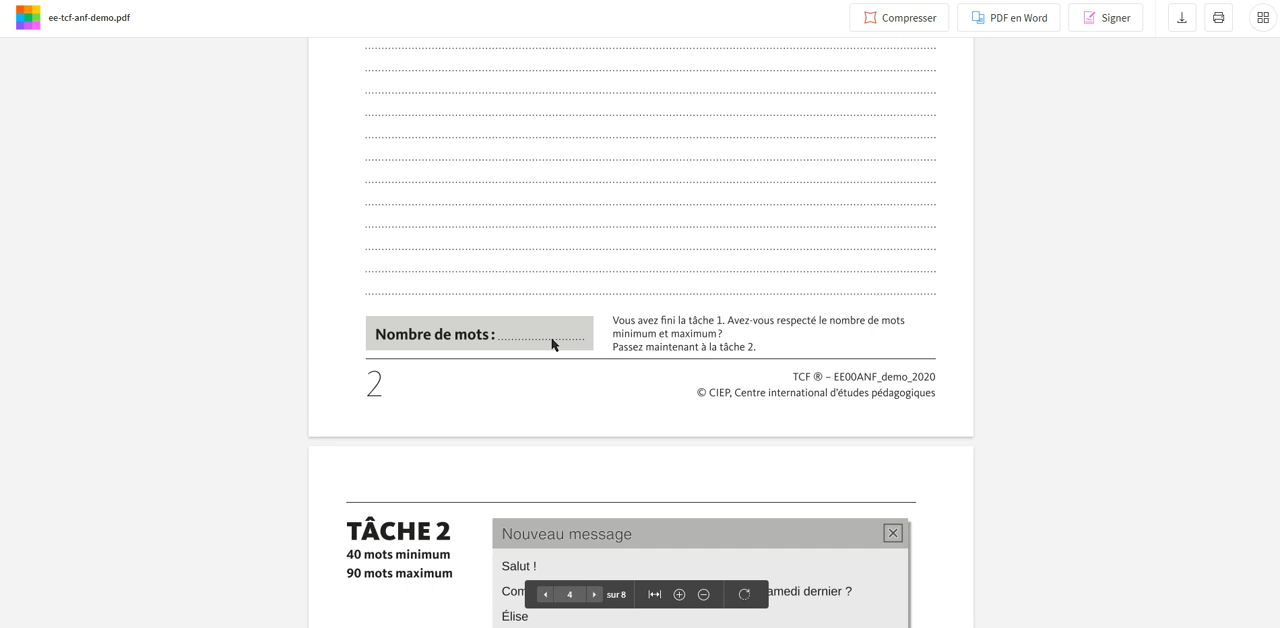 ee-tcf-anf-demo.pdf
Compresser
PDF en Word
Signer
Nombre de mots :
Vous avez fini la tâche 1. Avez-vous respecté le nombre de mots
minimum et maximum ?
Passez maintenant à la tâche 2.
2
TCF ® – EE00ANF_demo_2020
© CIEP, Centre international d'études pédagogiques
TÂCHE 2
40 mots minimum
90 mots maximum
Nouveau message
Salut !
dernier ?
Élise
4
sur 8